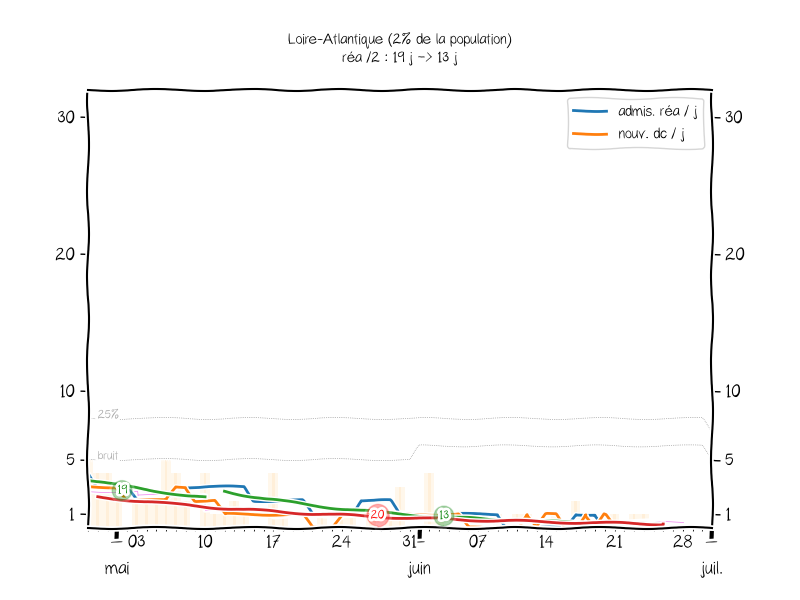 Loire-Atlantique (2% de la population)
réa /2 : 19 j -> 13 j
admis. réa / j
nouv. dc / j
30
30
20
20
10
10
25%
bruit
5
5
19
20
13
1
1
03 10 17 24 31 07 14 21 28
mai juin juil.